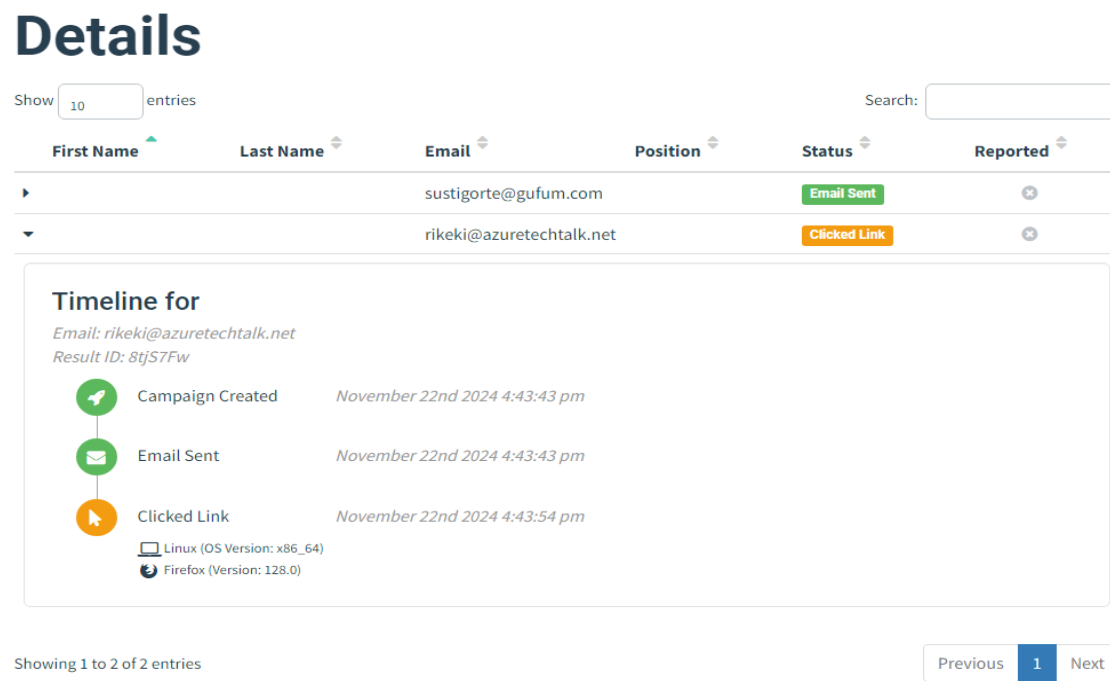 Details
Show 10 entries Search:
First Name Last Name Email Position Status Reported
sustigorte@gufum.com Email Sent
rikeki@azuretechtalk.net Clicked Link
Timeline for
Email: rikeki@azuretechtalk.net
Result ID: 8tjS7Fw
Campaign Created November 22nd 2024 4:43:43 pm
Email Sent November 22nd 2024 4:43:43 pm
Clicked Link November 22nd 2024 4:43:54 pm
Linux (OS Version: x86_64)
Firefox (Version: 128.0)
Showing 1 to 2 of 2 entries Previous 1 Next